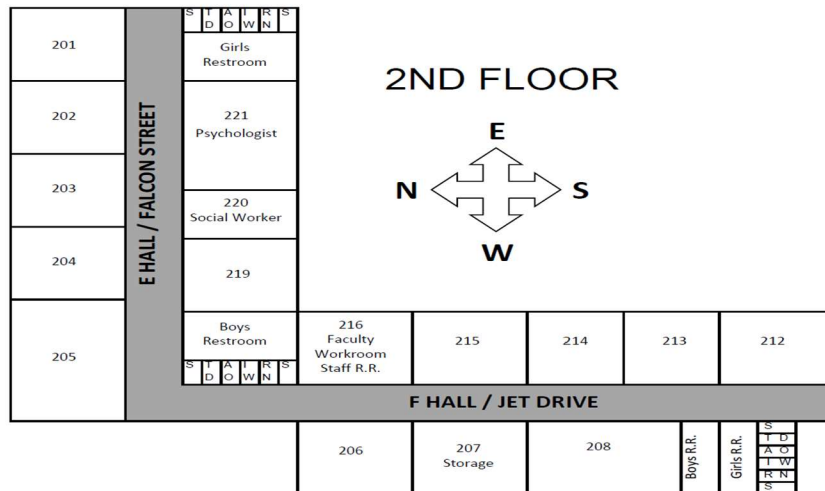 201
202
203
204
205
E HALL / FALCON STREET
STAIRS
DOWN
Girls
Restroom
221
Psychologist
220
Social Worker
219
Boys
Restroom
STAIRS
DOWN
2ND FLOOR
E
N
S
W
216
Faculty
Workroom
Staff R.R.
215
214
213
212
F HALL / JET DRIVE
206
207
Storage
208
Boys R.R.
Girls R.R.
STAIRS
DOWN